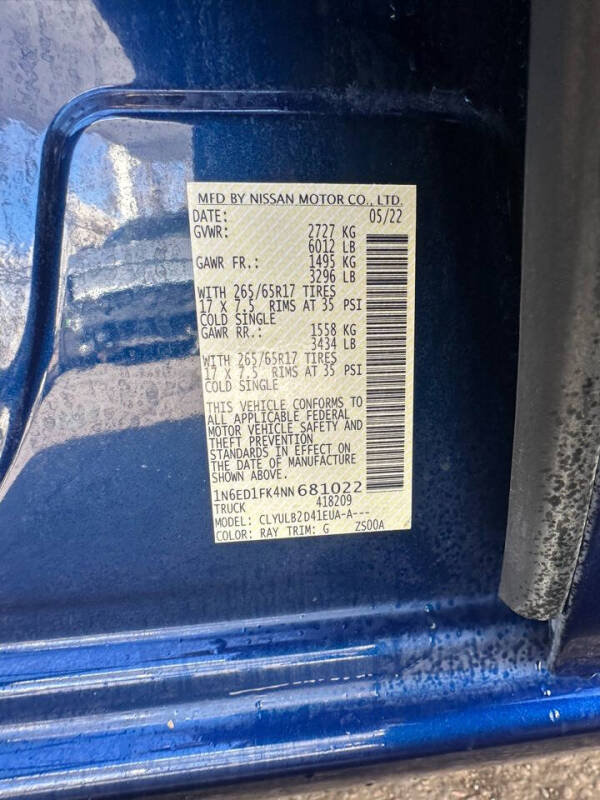 MFD BY NISSAN MOTOR CO., LTD.
DATE: 05/22
GVWR: 2727 KG
6012 LB
GAWR FR.: 1495 KG
3296 LB
WITH 265/65R17 TIRES
17 X 7.5 RIMS AT 35 PSI
COLD SINGLE
GAWR RR.: 1558 KG
3434 LB
WITH 265/65R17 TIRES
17 X 7.5 RIMS AT 35 PSI
COLD SINGLE
THIS VEHICLE CONFORMS TO
ALL APPLICABLE FEDERAL
MOTOR VEHICLE SAFETY AND
THEFT PREVENTION
STANDARDS IN EFFECT ON
THE DATE OF MANUFACTURE
SHOWN ABOVE.
1N6ED1FK4NN681022
TRUCK 418209
MODEL: CLYULB2D41EUA-A---
COLOR: RAY TRIM: G ZS00A